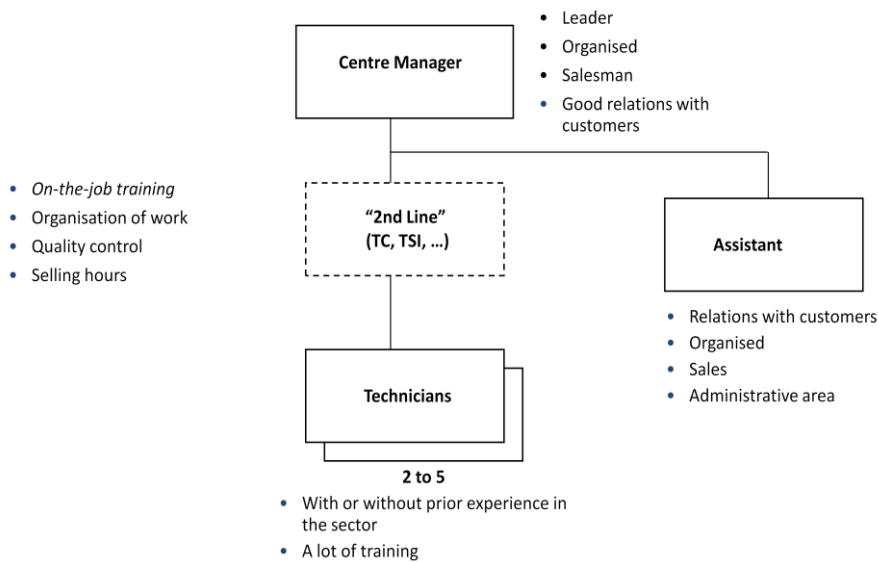 Centre Manager
• Leader
• Organised
• Salesman
• Good relations with
customers
• On-the-job training
• Organisation of work
• Quality control
• Selling hours
“2nd Line”
(TC, TSI, ...)
Assistant
• Relations with customers
• Organised
• Sales
• Administrative area
Technicians
2 to 5
• With or without prior experience in
the sector
• A lot of training